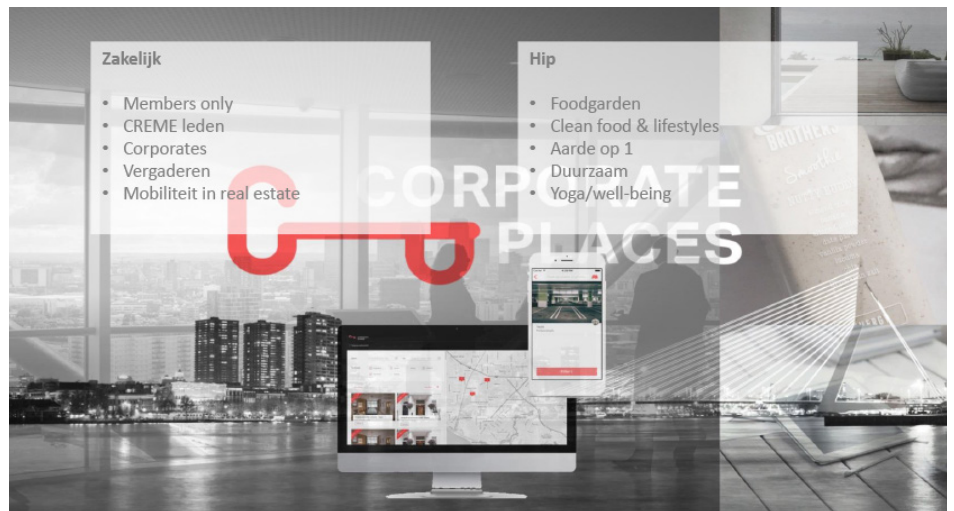 Zakelijk
• Members only
• CREME leden
• Corporates
• Vergaderen
• Mobiliteit in real estate
Hip
• Foodgarden
• Clean food & lifestyles
• Aarde op 1
• Duurzaam
• Yoga/well-being
CORPORATE
PLACES
BROTHERS
Smoothie